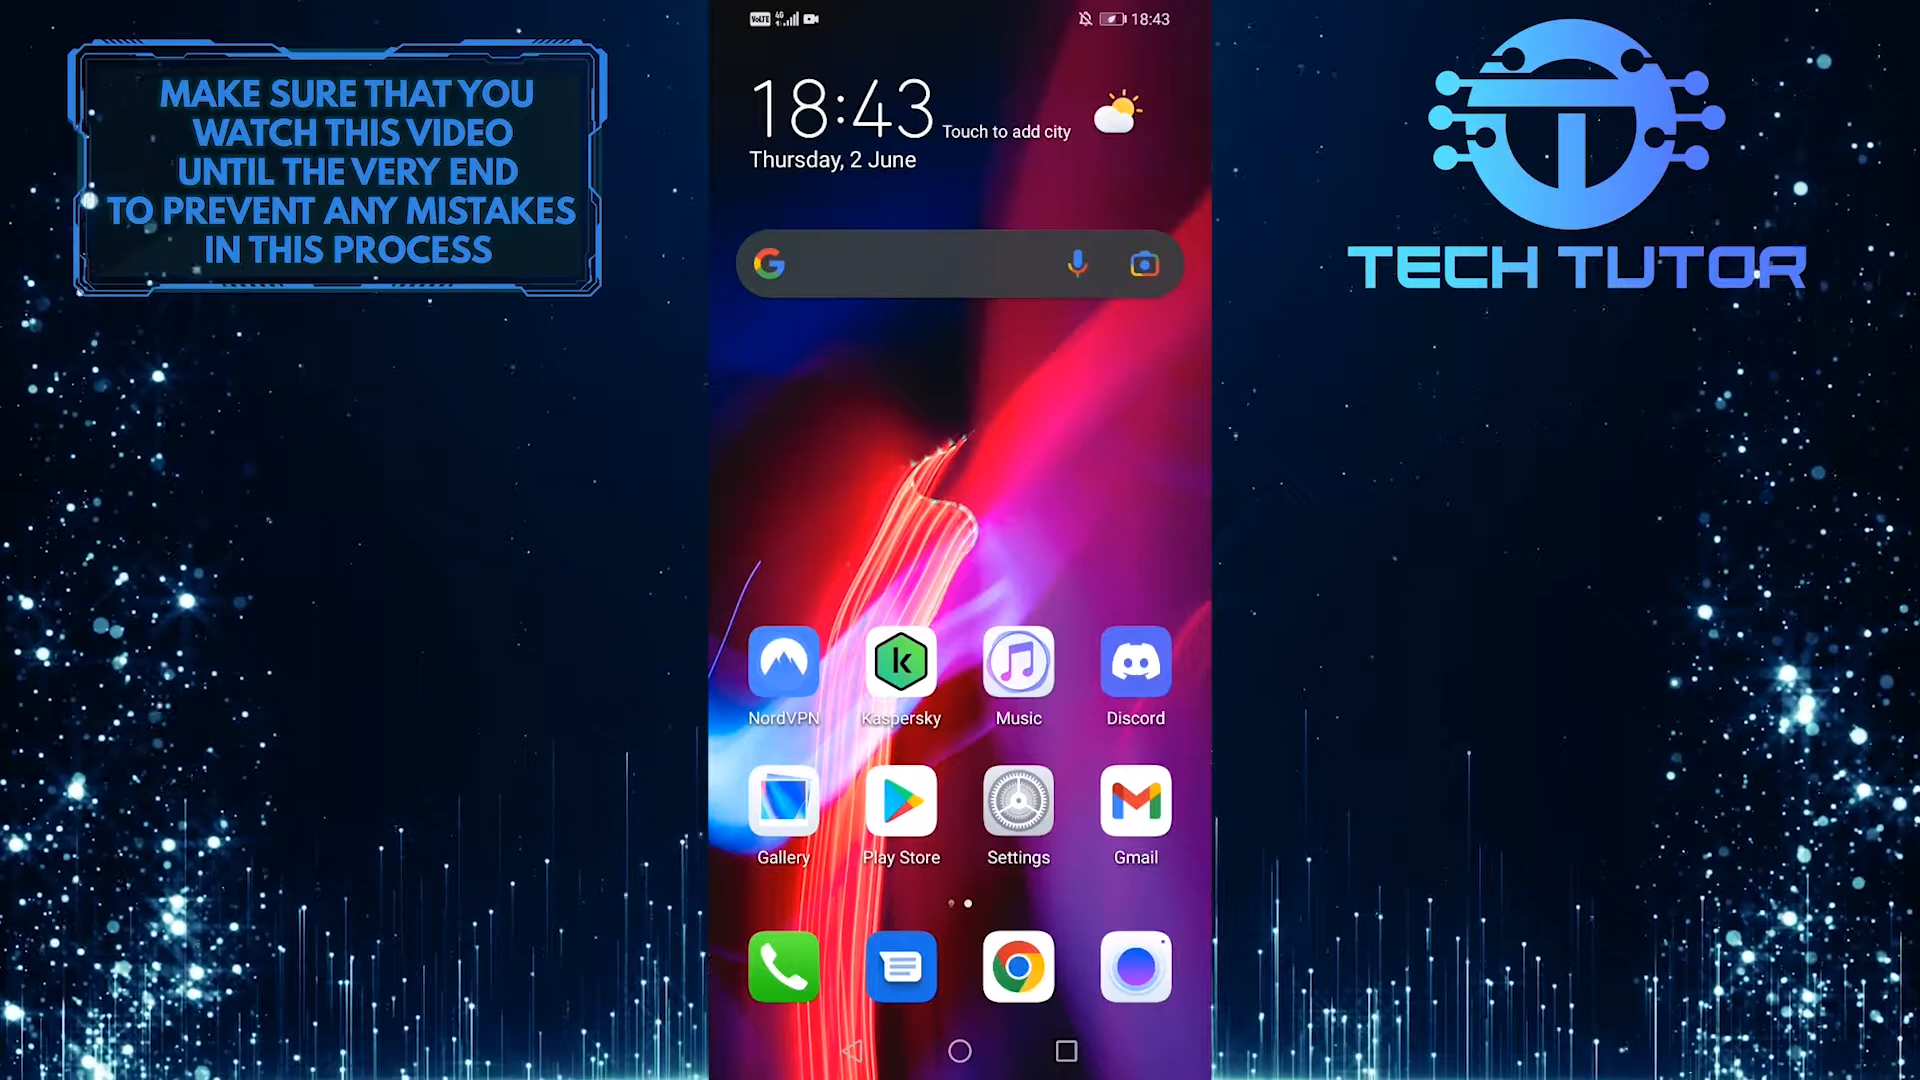 MAKE SURE THAT YOU
WATCH THIS VIDEO
UNTIL THE VERY END
TO PREVENT ANY MISTAKES
IN THIS PROCESS
VoLTE 4G 18:43
18:43 Touch to add city
Thursday, 2 June
TECH TUTOR
NordVPN Kaspersky Music Discord
Gallery Play Store Settings Gmail